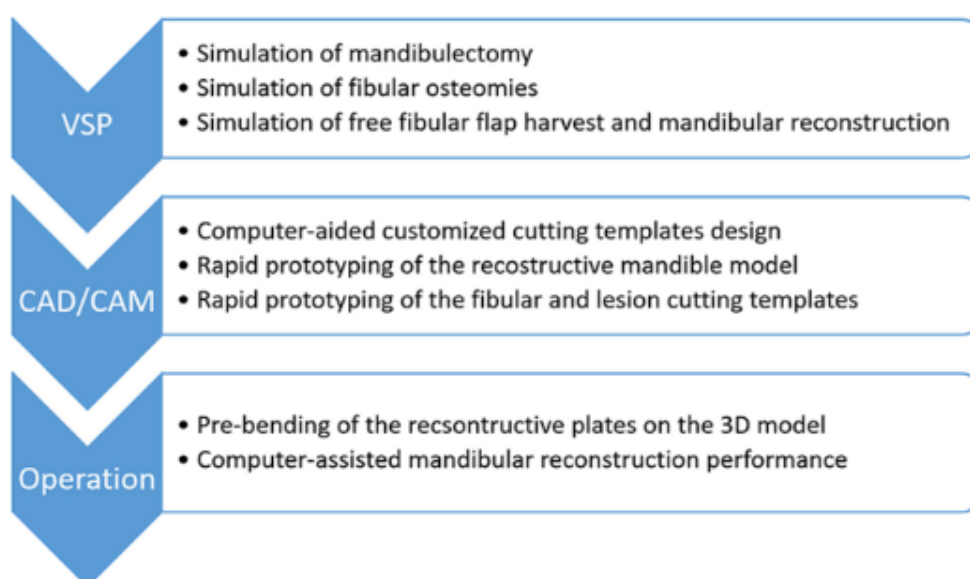 VSP
• Simulation of mandibulectomy
• Simulation of fibular osteomies
• Simulation of free fibular flap harvest and mandibular reconstruction
CAD/CAM
• Computer-aided customized cutting templates design
• Rapid prototyping of the recostructive mandible model
• Rapid prototyping of the fibular and lesion cutting templates
Operation
• Pre-bending of the recsontructive plates on the 3D model
• Computer-assisted mandibular reconstruction performance